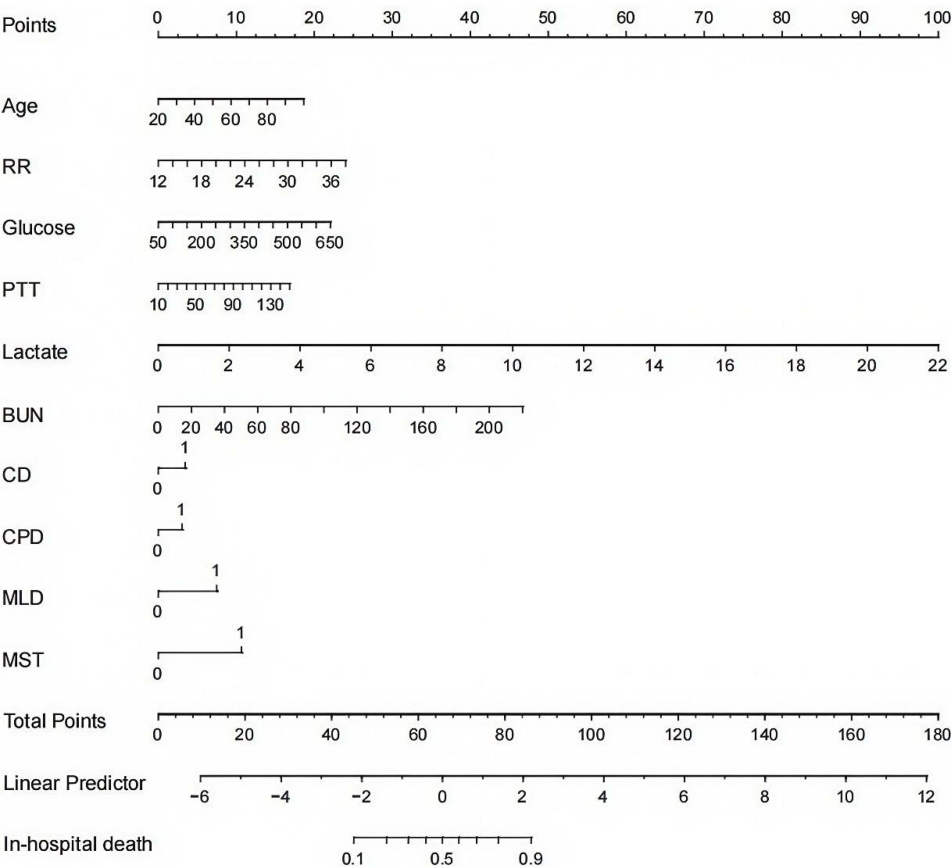 Points 0 10 20 30 40 50 60 70 80 90 100
Age
20 40 60 80
RR
12 18 24 30 36
Glucose
50 200 350 500 650
PTT
10 50 90 130
Lactate
0 2 4 6 8 10 12 14 16 18 20 22
BUN
0 20 40 60 80 120 160 200
1
CD
0
1
CPD
0
1
MLD
0
1
MST
0
Total Points
0 20 40 60 80 100 120 140 160 180
Linear Predictor
−6 −4 −2 0 2 4 6 8 10 12
In-hospital death
0.1 0.5 0.9